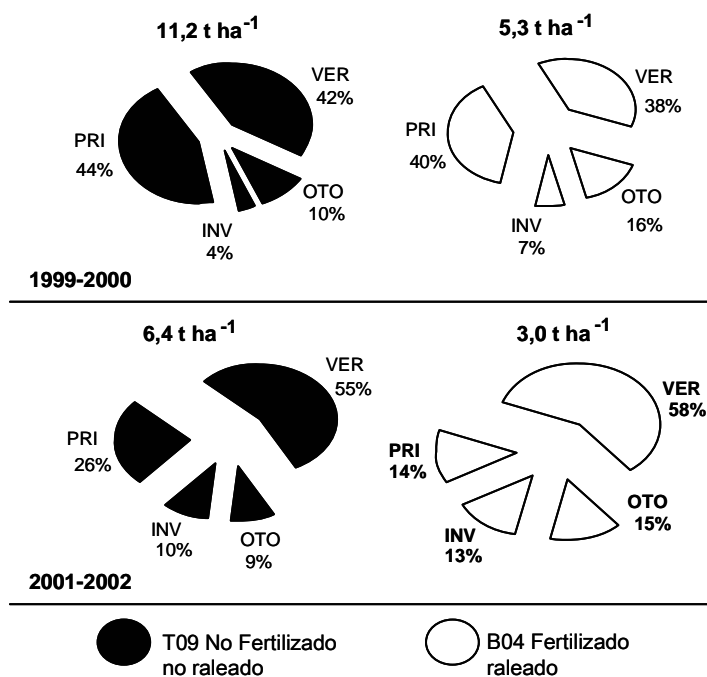 11,2 t ha-1
5,3 t ha-1
VER
42%
PRI
44%
OTO
10%
INV
4%
VER
38%
PRI
40%
OTO
16%
INV
7%
1999-2000
6,4 t ha-1
3,0 t ha-1
VER
55%
PRI
26%
INV
10%
OTO
9%
VER
58%
PRI
14%
OTO
15%
INV
13%
2001-2002
T09 No Fertilizado
no raleado
B04 Fertilizado
raleado